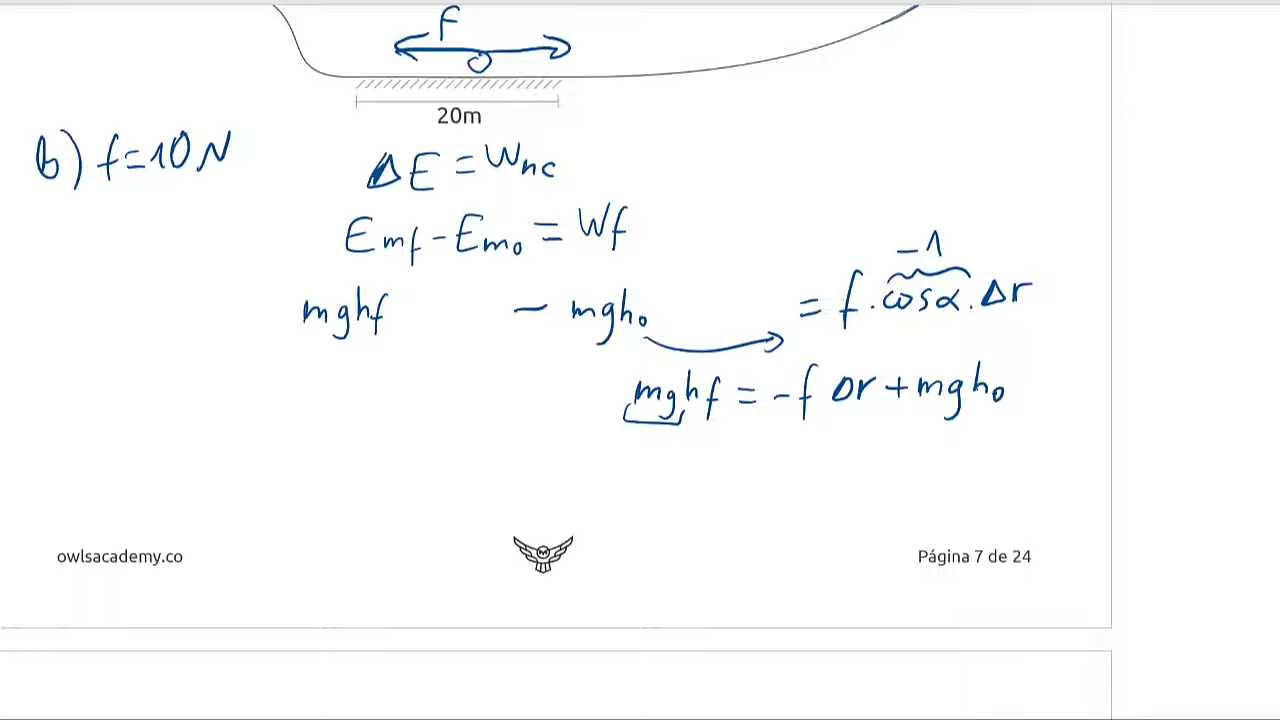 f
20m
b) f=10N
ΔE = Wnc
Emf - Emo = Wf
-1
mghf - mgho = f. cosα. Δr
mghf = -f Δr + mgho
owlsacademy.co
Página 7 de 24